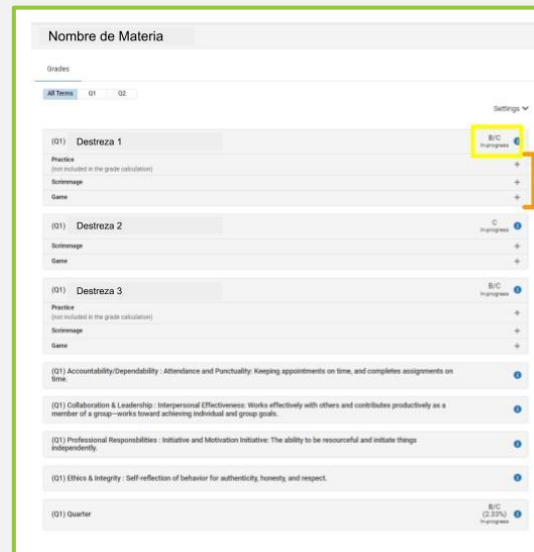 Nombre de Materia
Grades
All Terms Q1 Q2
Settings
(Q1) Destreza 1 B/C
In-progress
Practice
(not included in the grade calculation)
Scrimmage
Game
(Q1) Destreza 2 C
In-progress
Scrimmage
Game
(Q1) Destreza 3 B/C
In-progress
Practice
(not included in the grade calculation)
Scrimmage
Game
(Q1) Accountability/Dependability : Attendance and Punctuality: Keeping appointments on time, and completes assignments on
time.
(Q1) Collaboration & Leadership : Interpersonal Effectiveness: Works effectively with others and contributes productively as a
member of a group—works toward achieving individual and group goals.
(Q1) Professional Responsbilities : Initiative and Motivation Initiative: The ability to be resourceful and initiate things
independently.
(Q1) Ethics & Integrity : Self-reflection of behavior for authenticity, honesty, and respect.
(Q1) Quarter B/C
(2.33%)
In-progress